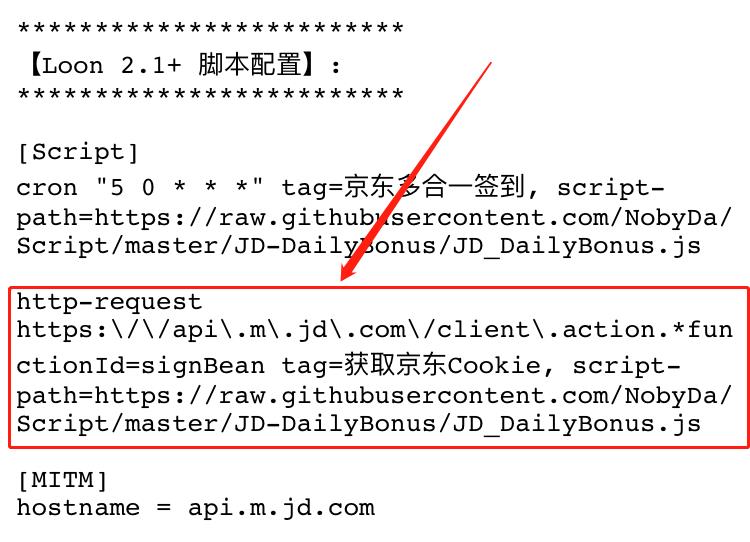 *************************
【Loon 2.1+ 脚本配置】:
*************************
[Script]
cron "5 0 * * *" tag=京东多合一签到, script-
path=https://raw.githubusercontent.com/NobyDa/
Script/master/JD-DailyBonus/JD_DailyBonus.js
http-request
https:\/\/api\.m\.jd\.com\/client\.action.*fun
ctionId=signBean tag=获取京东Cookie, script-
path=https://raw.githubusercontent.com/NobyDa/
Script/master/JD-DailyBonus/JD_DailyBonus.js
[MITM]
hostname = api.m.jd.com